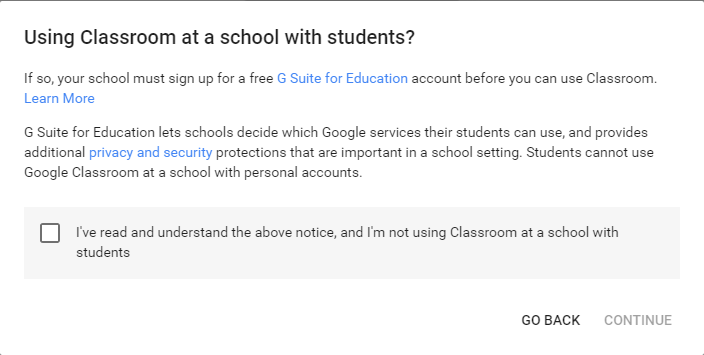 Using Classroom at a school with students?
If so, your school must sign up for a free G Suite for Education account before you can use Classroom.
Learn More
G Suite for Education lets schools decide which Google services their students can use, and provides
additional privacy and security protections that are important in a school setting. Students cannot use
Google Classroom at a school with personal accounts.
I've read and understand the above notice, and I'm not using Classroom at a school with
students
GO BACK CONTINUE